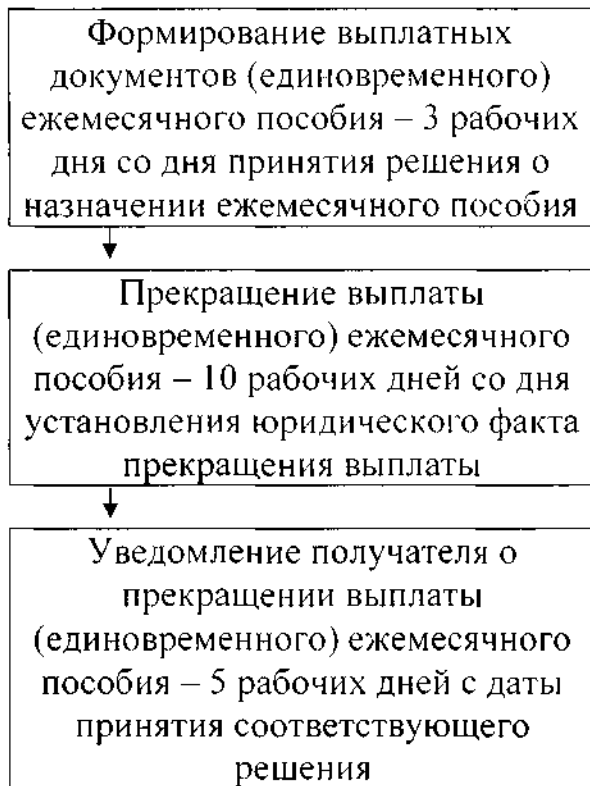 Формирование выплатных
документов (единовременного)
ежемесячного пособия – 3 рабочих
дня со дня принятия решения о
назначении ежемесячного пособия
Прекращение выплаты
(единовременного) ежемесячного
пособия – 10 рабочих дней со дня
установления юридического факта
прекращения выплаты
Уведомление получателя о
прекращении выплаты
(единовременного) ежемесячного
пособия – 5 рабочих дней с даты
принятия соответствующего
решения